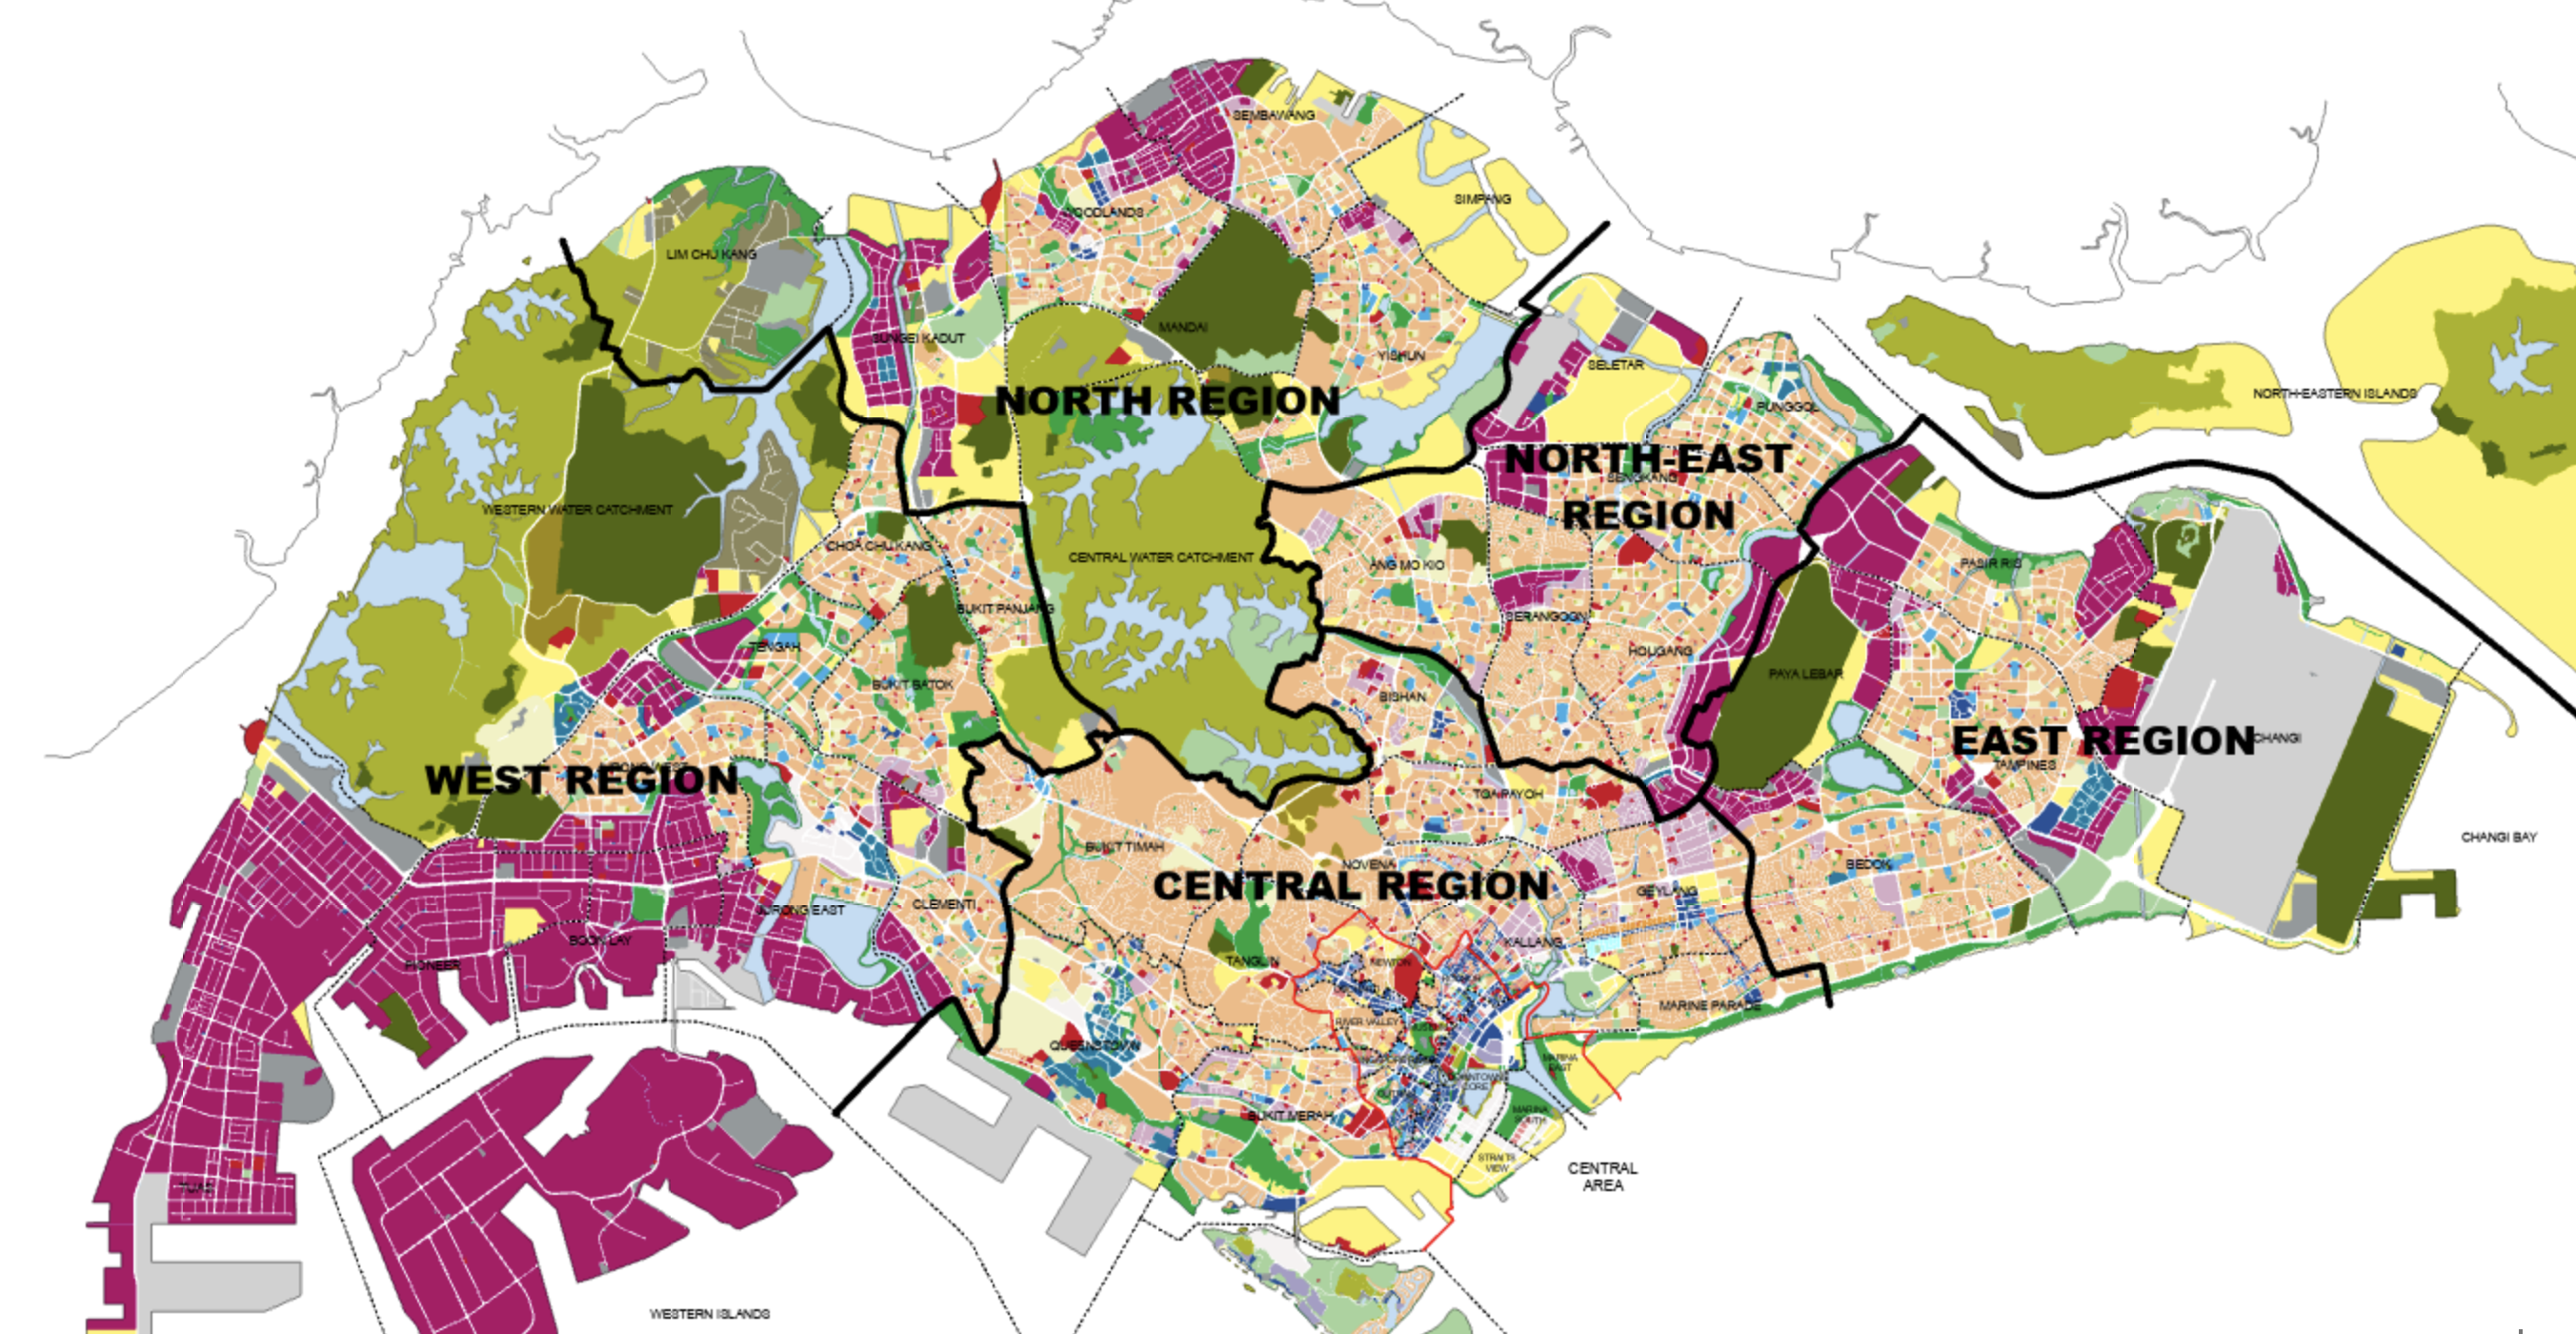 SEMBAWANG
SIMPANG
WOODLANDS
LIM CHU KANG
MANDAI
SUNGEI KADUT
YISHUN
SELETAR
NORTH-EASTERN ISLANDS
NORTH REGION
PUNGGOL
NORTH-EAST
REGION
SENGKANG
WESTERN WATER CATCHMENT
CHOA CHU KANG
CENTRAL WATER CATCHMENT
ANG MO KIO
PASIR RIS
BUKIT PANJANG
SERANGOON
TENGAH
HOUGANG
PAYA LEBAR
BUKIT BATOK
BISHAN
EAST REGION
CHANGI
TAMPINES
WEST REGION
TOA PAYOH
CHANGI BAY
BUKIT TIMAH
NOVENA
BEDOK
CENTRAL REGION
GEYLANG
CLEMENTI
JURONG EAST
BOON LAY
KALLANG
PIONEER
TANGLIN
NEWTON
MARINE PARADE
RIVER VALLEY
QUEENSTOWN
MARINA
EAST
DOWNTOWN
CORE
BUKIT MERAH
MARINA
SOUTH
STRAITS
VIEW
CENTRAL
AREA
TUAS
WESTERN ISLANDS